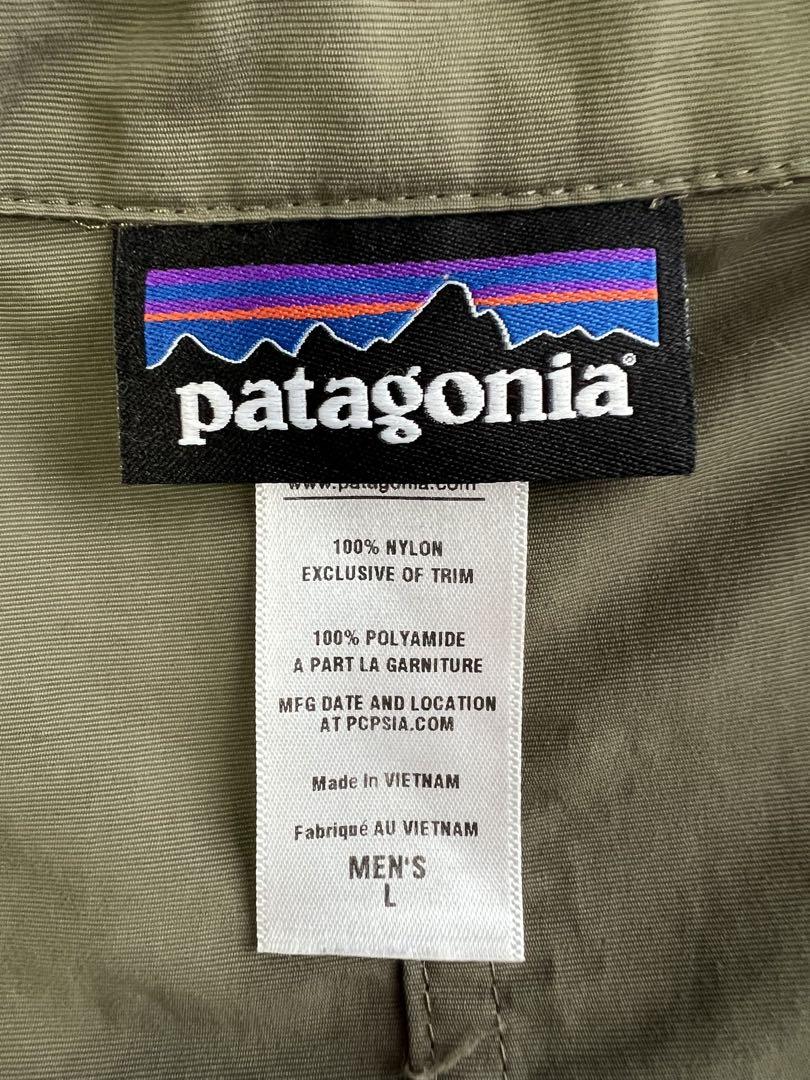 patagonia®
www.patagonia.com
100% NYLON
EXCLUSIVE OF TRIM
100% POLYAMIDE
A PART LA GARNITURE
MFG DATE AND LOCATION
AT PCPSIA.COM
Made In VIETNAM
Fabriqué AU VIETNAM
MEN'S
L